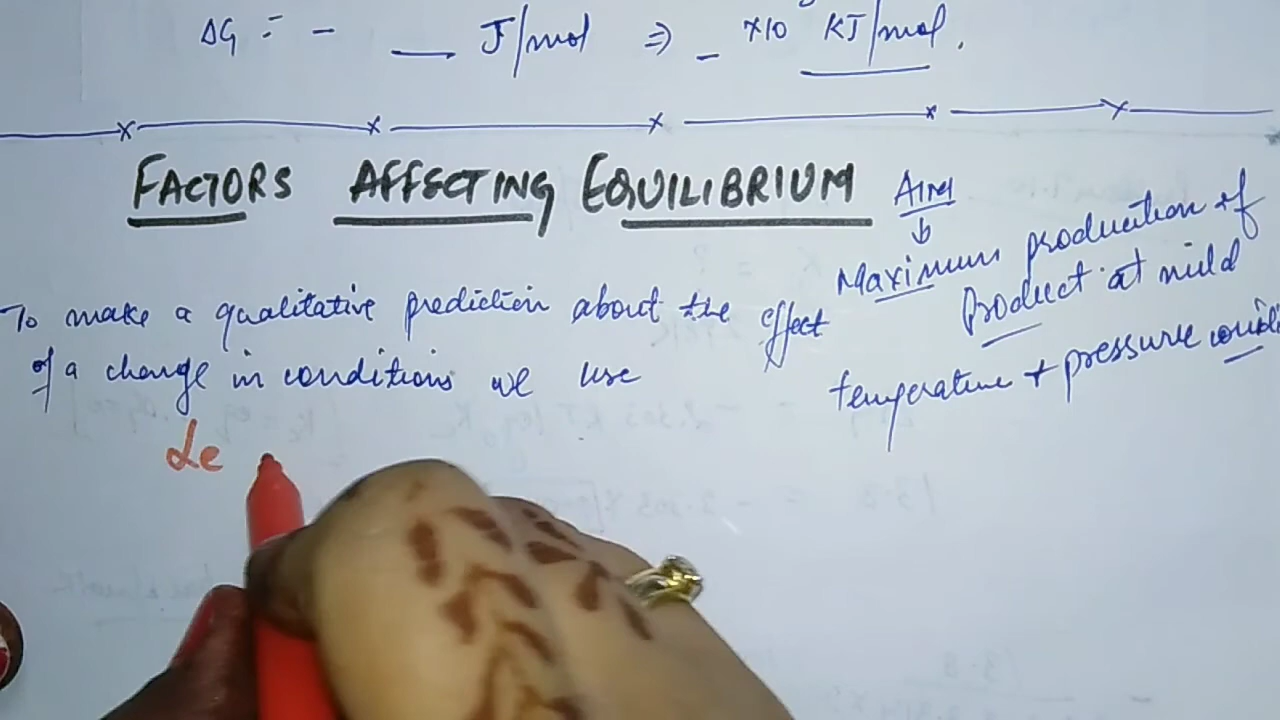 ΔG = - __ J/mol ⇒ _ ×10 KJ/mol.
FACTORS AFFECTING EQUILIBRIUM
AIM
↓
Maximum production of
Product at mild
temperature + pressure
To make a qualitative prediction about the effect
of a change in conditions we use
Le